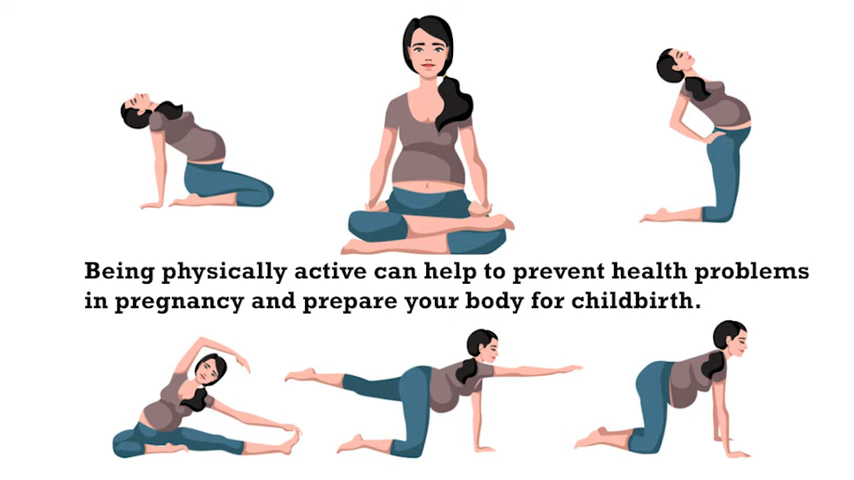 Being physically active can help to prevent health problems
in pregnancy and prepare your body for childbirth.